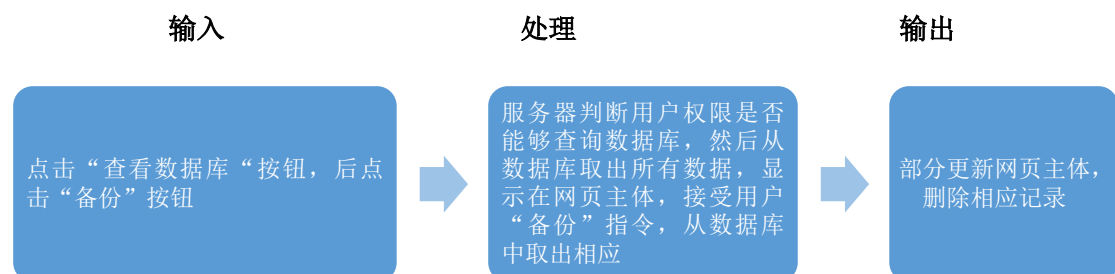 输入
处理
输出
点击“查看数据库“按钮，后点
击“备份”按钮
服务器判断用户权限是否
能够查询数据库，然后从
数据库取出所有数据，显
示在网页主体，接受用户
“备份”指令，从数据库
中取出相应
部分更新网页主体，
删除相应记录